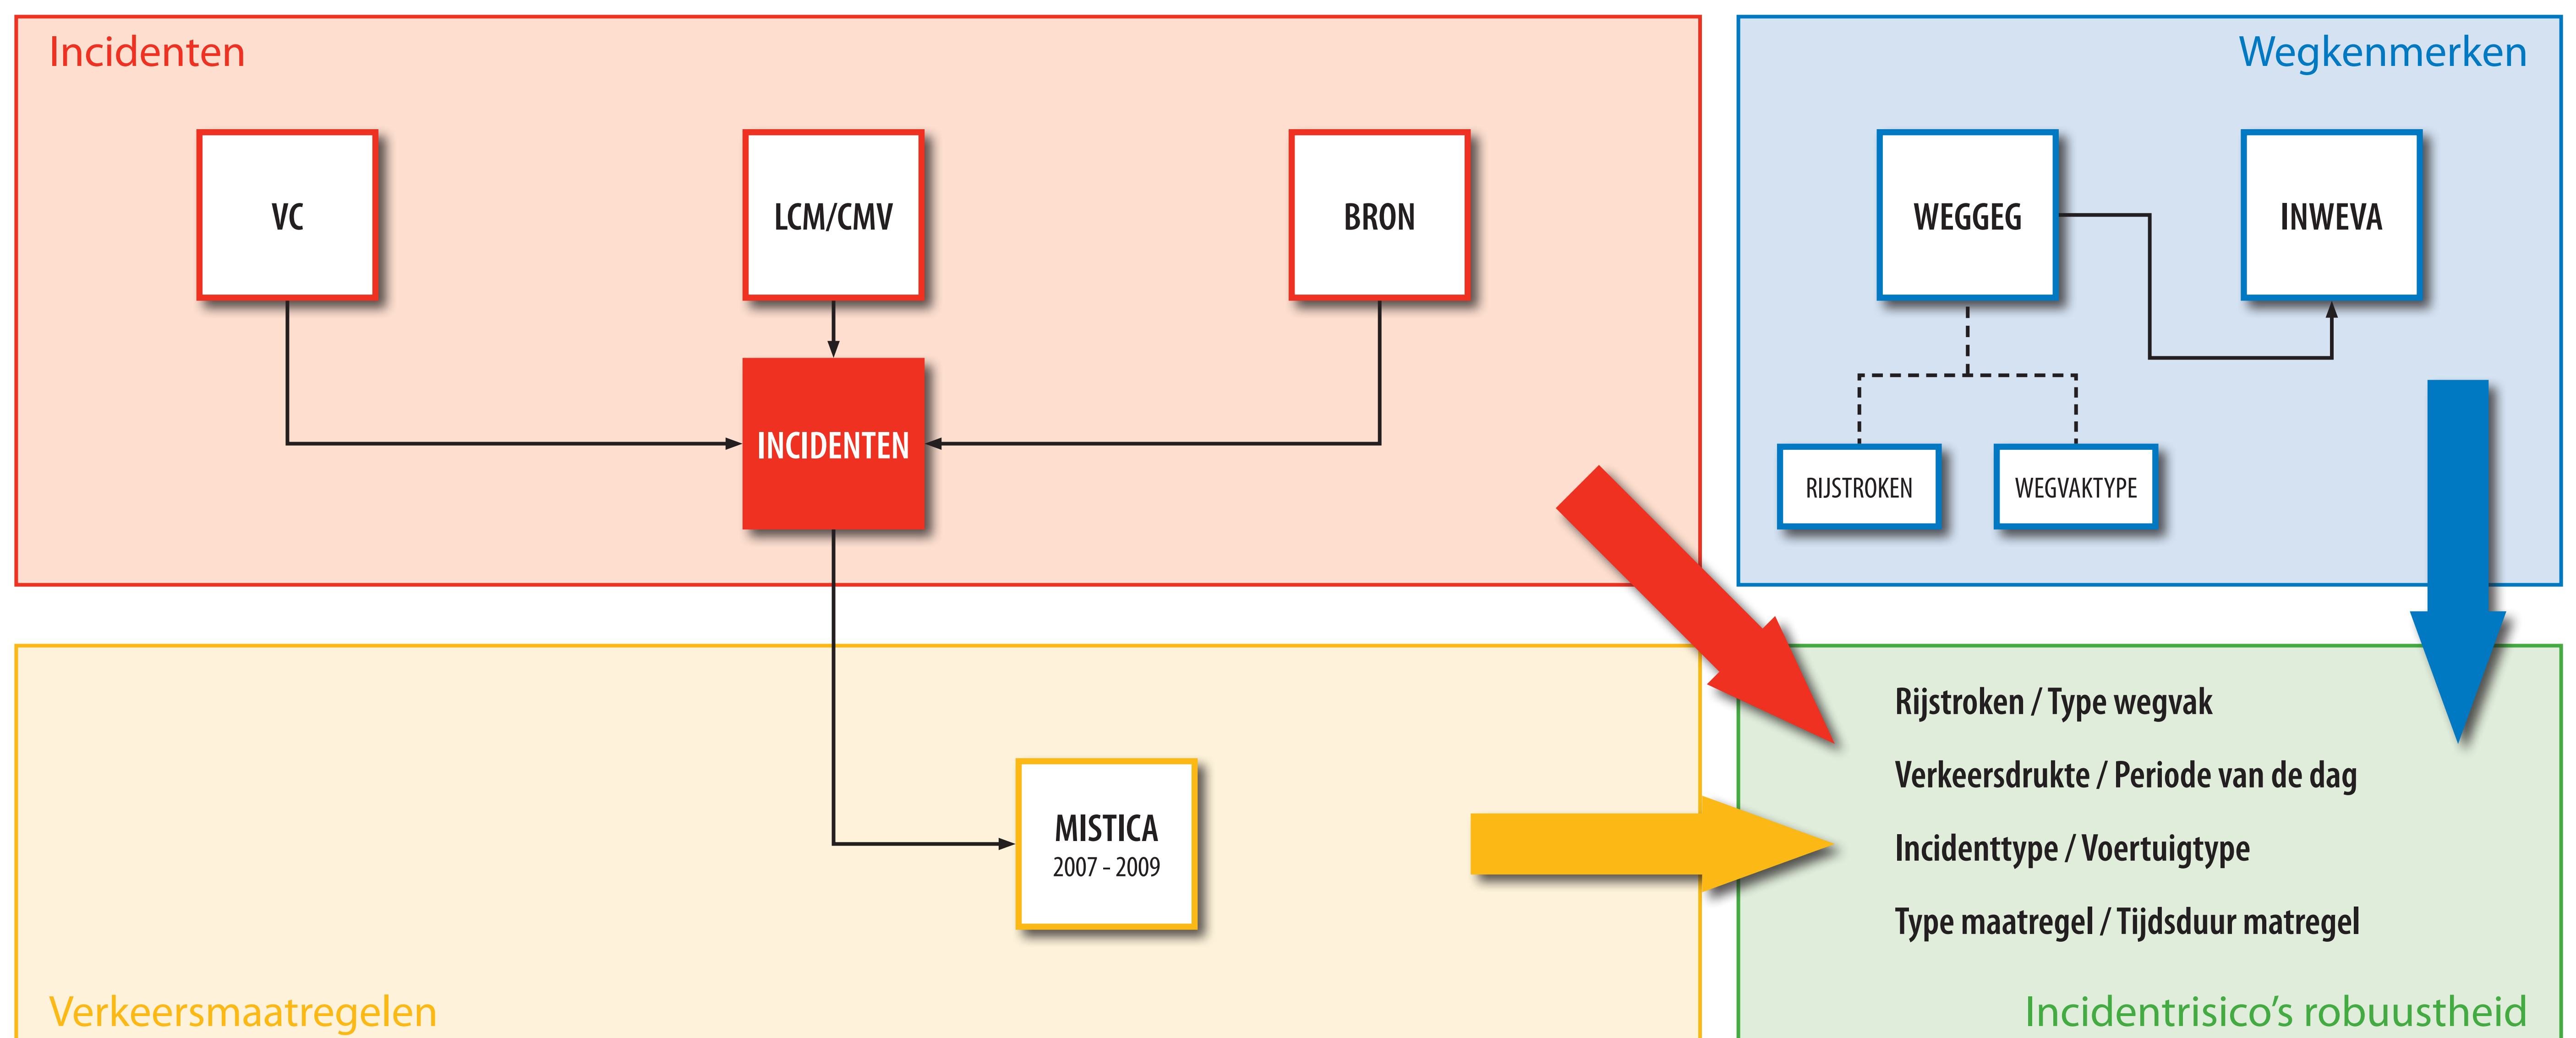 Incidenten
VC
LCM/CMV
BRON
INCIDENTEN
Wegkenmerken
WEGGEG
INWEVA
RIJSTROKEN
WEGVAKTYPE
MISTICA
2007 - 2009
Verkeersmaatregelen
Rijstroken / Type wegvak
Verkeersdrukte / Periode van de dag
Incidenttype / Voertuigtype
Type maatregel / Tijdsduur matregel
Incidentrisico’s robuustheid